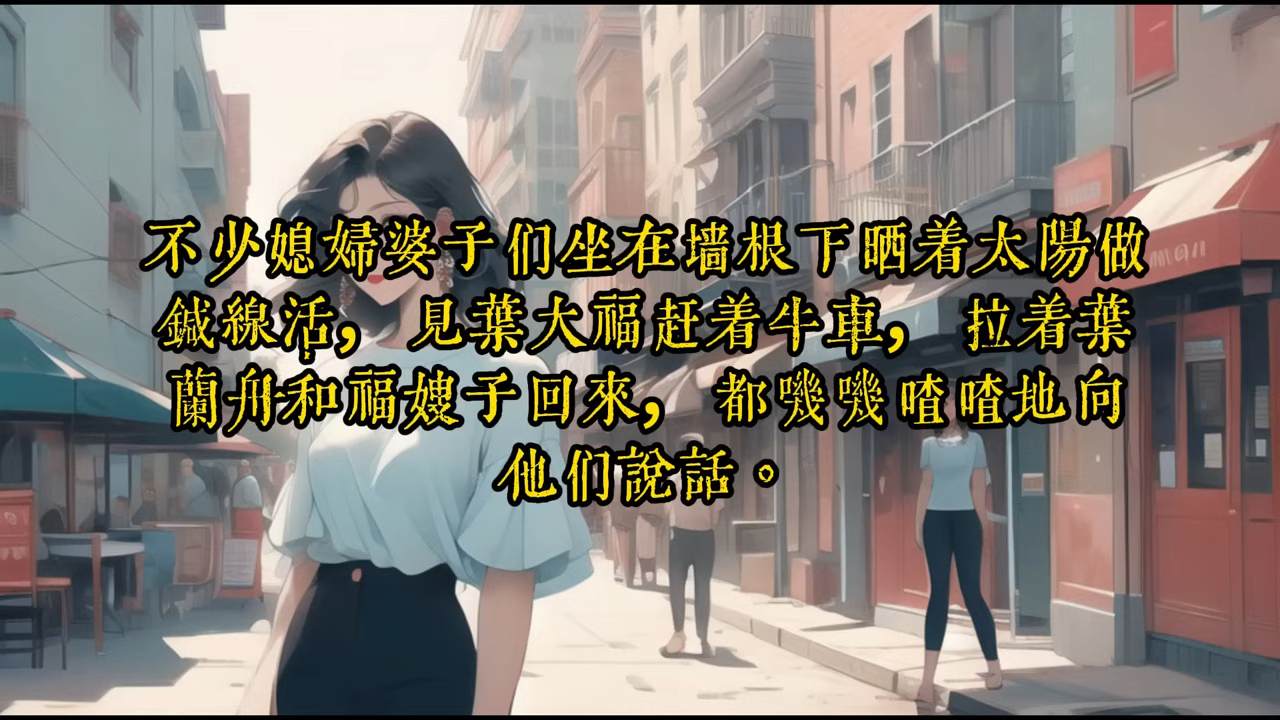 不少媳婦婆子们坐在墙根下晒着太陽做
鍼線活，見葉大福赶着牛車，拉着葉
蘭舟和福嫂子回來，都嘰嘰喳喳地向
他们說話。